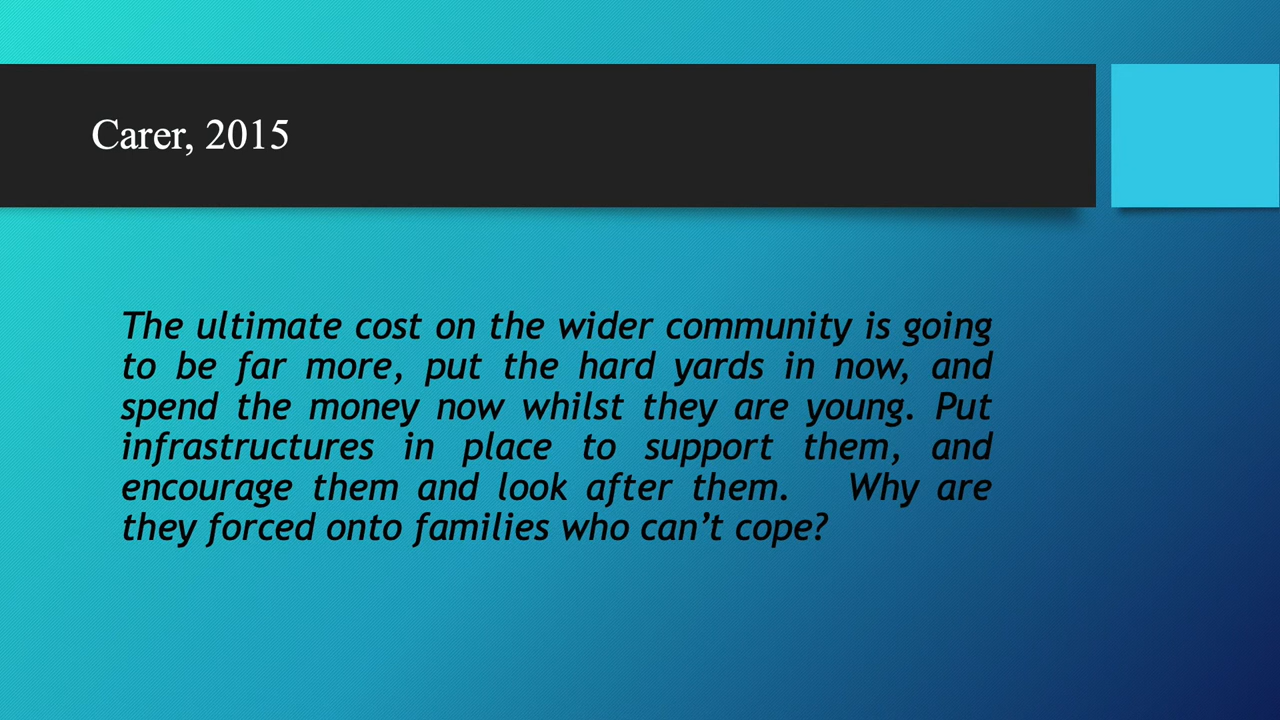 Carer, 2015
The ultimate cost on the wider community is going
to be far more, put the hard yards in now, and
spend the money now whilst they are young. Put
infrastructures in place to support them, and
encourage them and look after them. Why are
they forced onto families who can’t cope?